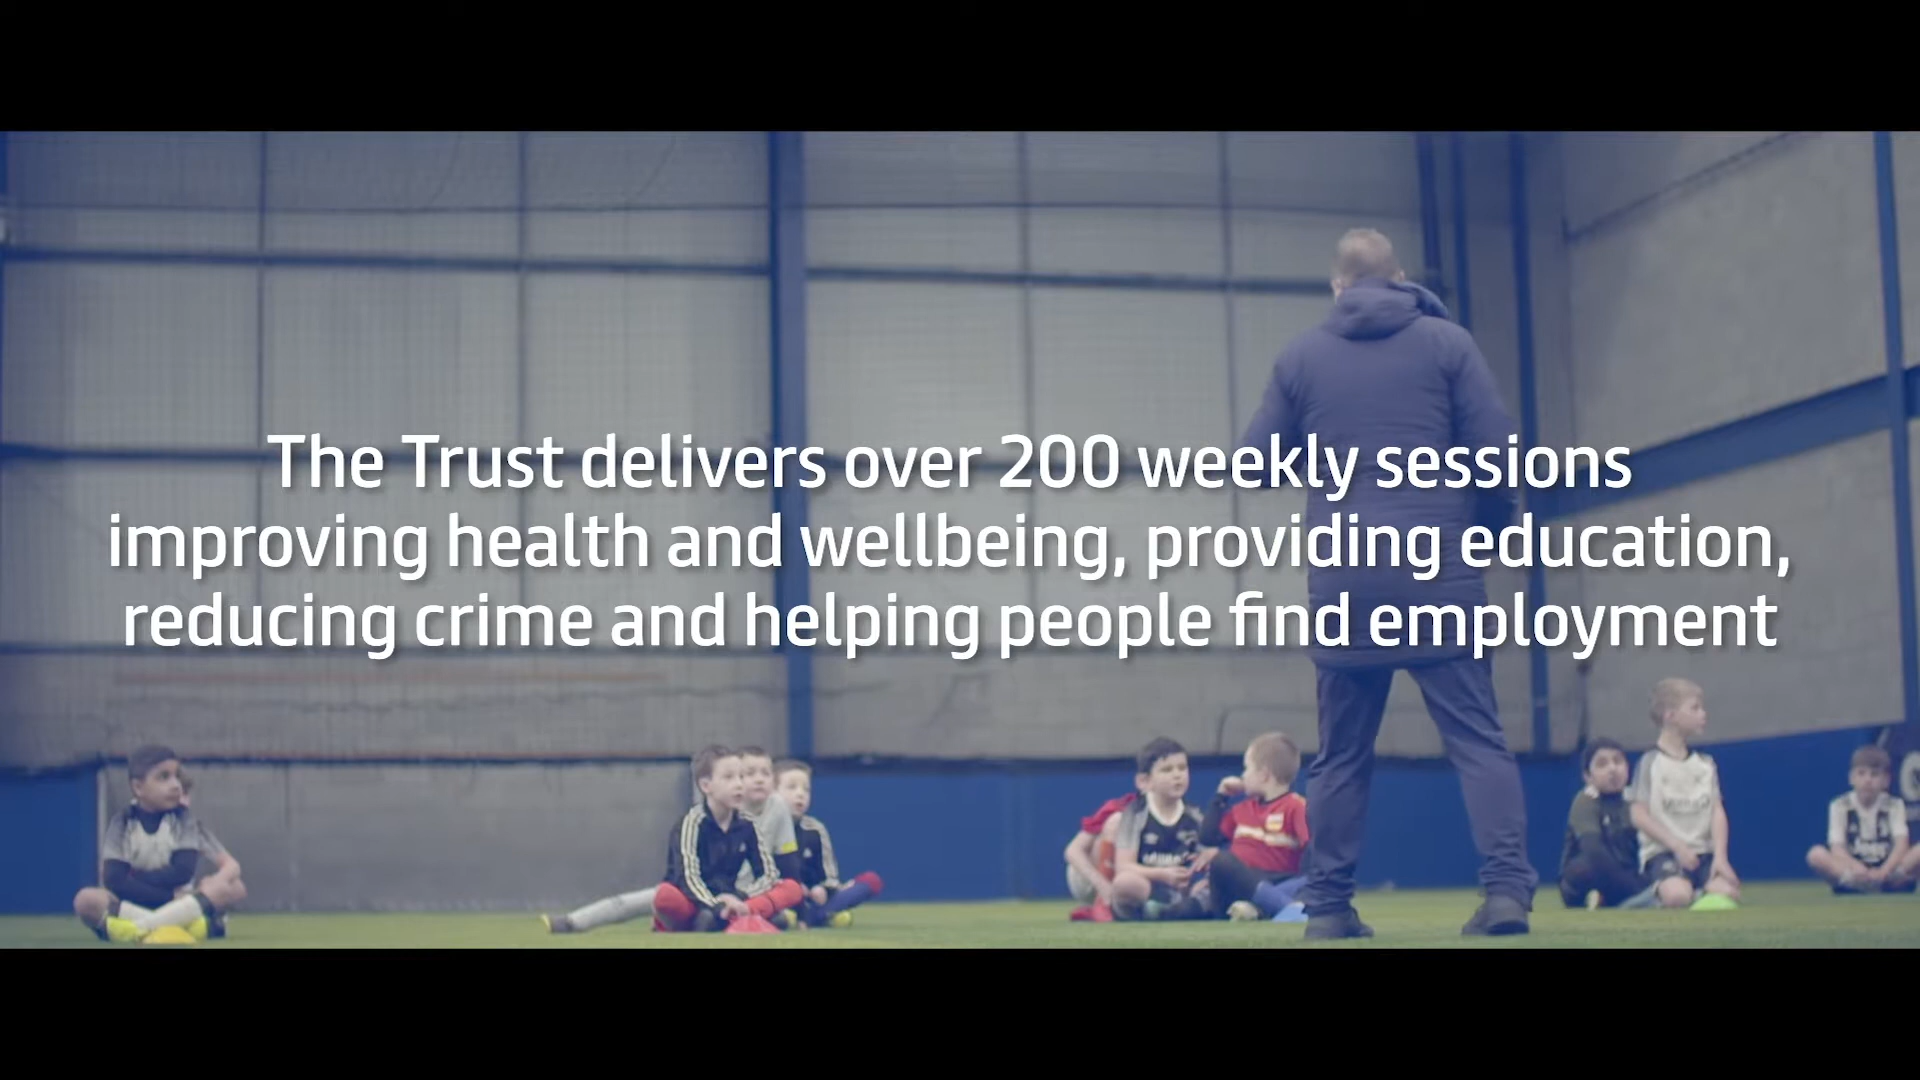 The Trust delivers over 200 weekly sessions
improving health and wellbeing, providing education,
reducing crime and helping people find employment